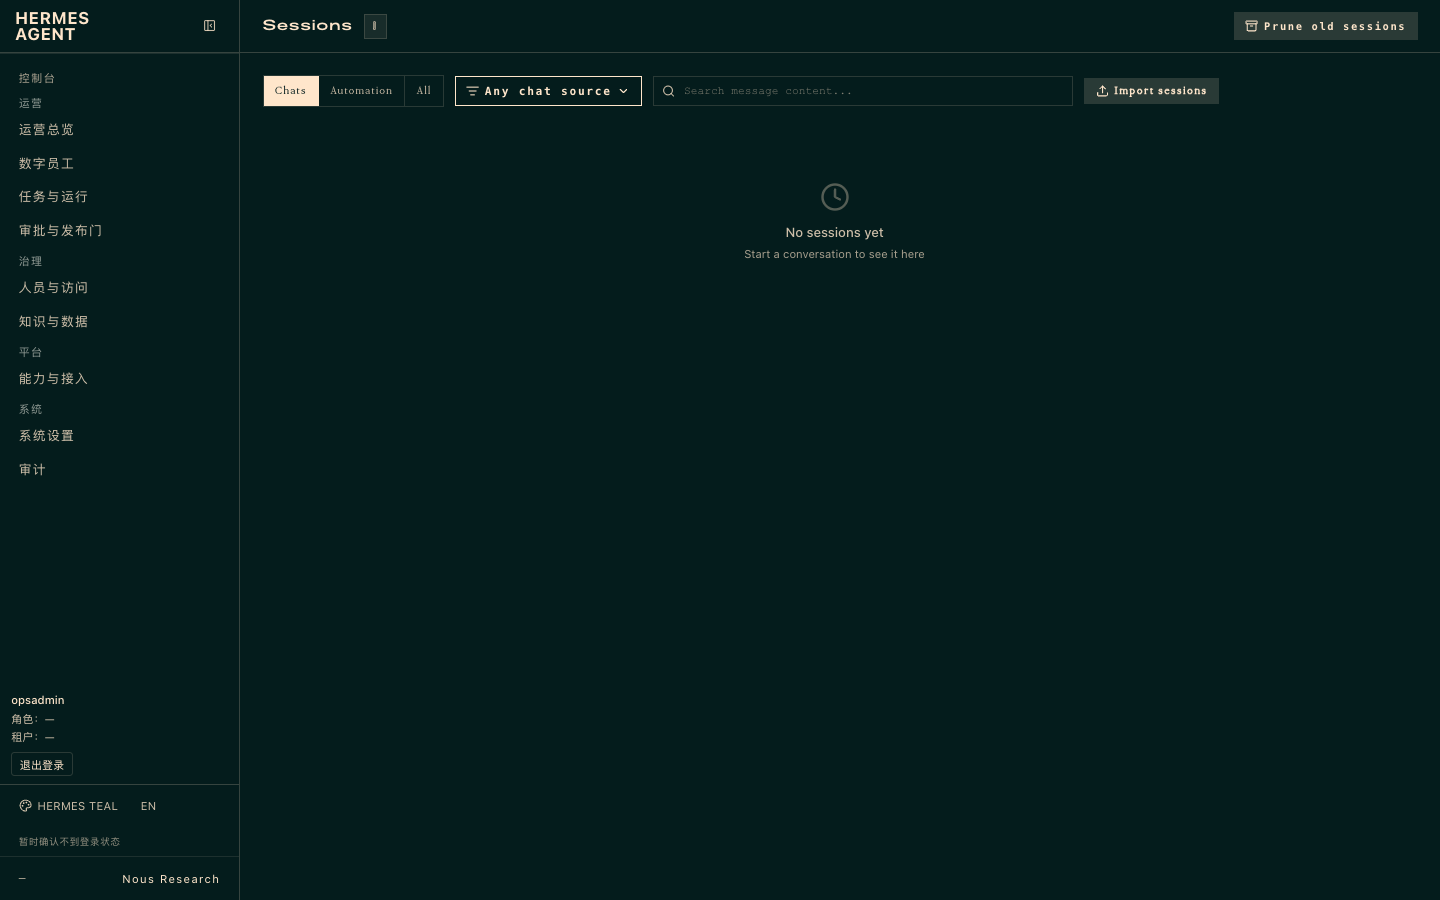 HERMES
AGENT
Sessions
Prune old sessions
控制台
运营
运营总览
数字员工
任务与运行
审批与发布门
治理
人员与访问
知识与数据
平台
能力与接入
系统
系统设置
审计
Chats
Automation
All
Any chat source
Search message content...
Import sessions
No sessions yet
Start a conversation to see it here
opsadmin
角色：—
租户：—
退出登录
HERMES TEAL
EN
暂时确认不到登录状态
—
Nous Research